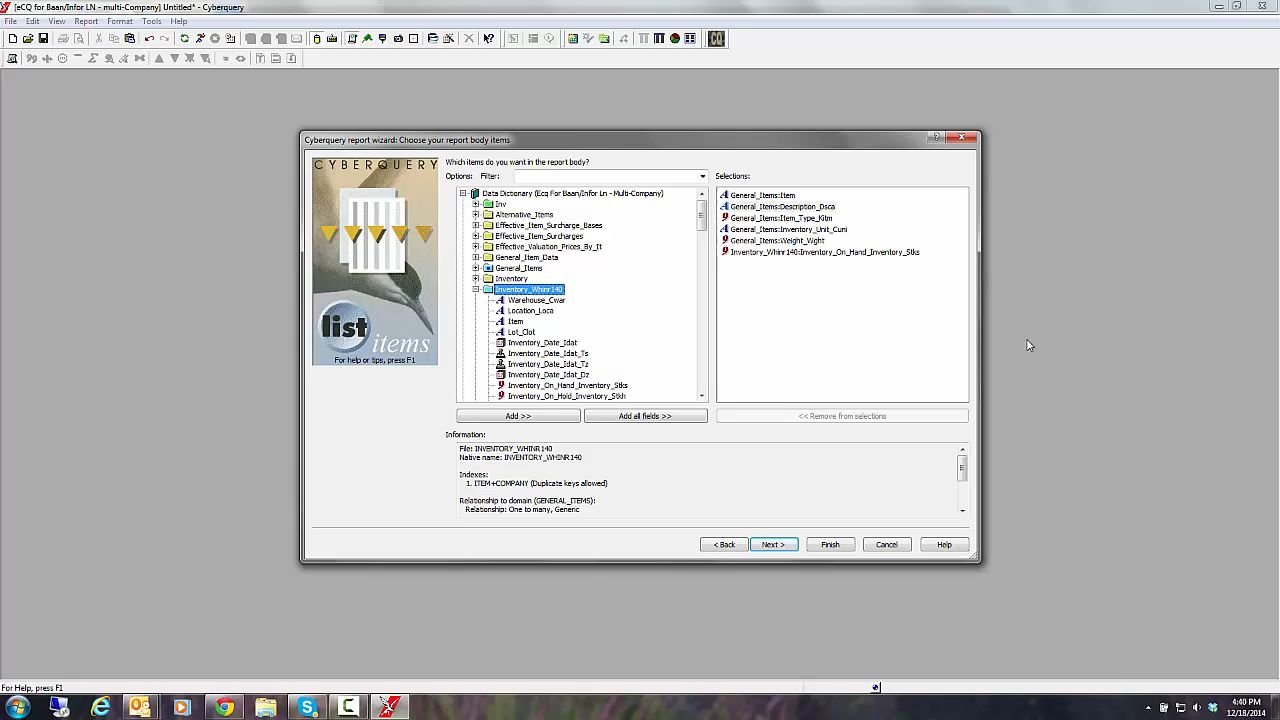 [eCQ for Baan/Infor LN - multi-Company] Untitled* - Cyberquery
File Edit View Report Format Tools Help
CQ
Cyberquery report wizard: Choose your report body items
CYBERQUERY
list items
For help or tips, press F1
Which items do you want in the report body?
Options: Filter:
Data Dictionary (Ecq For Baan/Infor Ln - Multi-Company)
Inv
Alternative_Items
Effective_Item_Surcharge_Bases
Effective_Item_Surcharges
Effective_Valuation_Prices_By_It
General_Item_Data
General_Items
Inventory
Inventory_Whinr140
Warehouse_Cwar
Location_Loca
Item
Lot_Clot
Inventory_Date_Idat
Inventory_Date_Idat_Ts
Inventory_Date_Idat_Tz
Inventory_Date_Idat_Dz
Inventory_On_Hand_Inventory_Stks
Inventory_On_Hold_Inventory_Stkh
Selections:
General_Items:Item
General_Items:Description_Dsca
General_Items:Item_Type_Kitm
General_Items:Inventory_Unit_Cuni
General_Items:Weight_Wght
Inventory_Whinr140:Inventory_On_Hand_Inventory_Stks
Add >> Add all fields >> << Remove from selections
Information:
File: INVENTORY_WHINR140
Native name: INVENTORY_WHINR140
Indexes:
1. ITEM+COMPANY (Duplicate keys allowed)
Relationship to domain (GENERAL_ITEMS):
Relationship: One to many, Generic
< Back Next > Finish Cancel Help
For Help, press F1
4:40 PM
12/18/2014